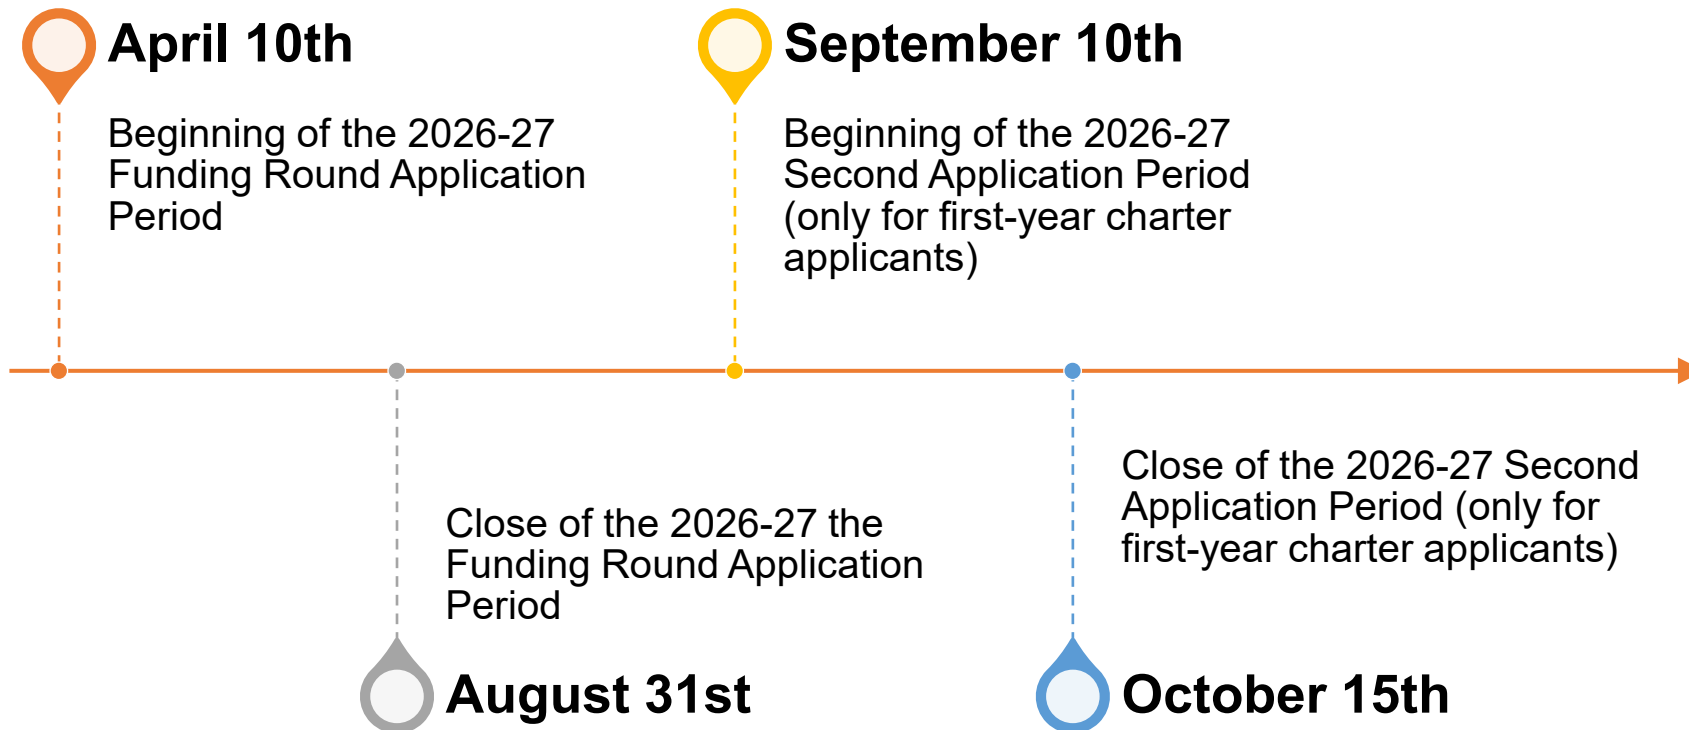 April 10th
Beginning of the 2026-27
Funding Round Application
Period
August 31st
Close of the 2026-27 the
Funding Round Application
Period
September 10th
Beginning of the 2026-27
Second Application Period
(only for first-year charter
applicants)
October 15th
Close of the 2026-27 Second
Application Period (only for
first-year charter applicants)